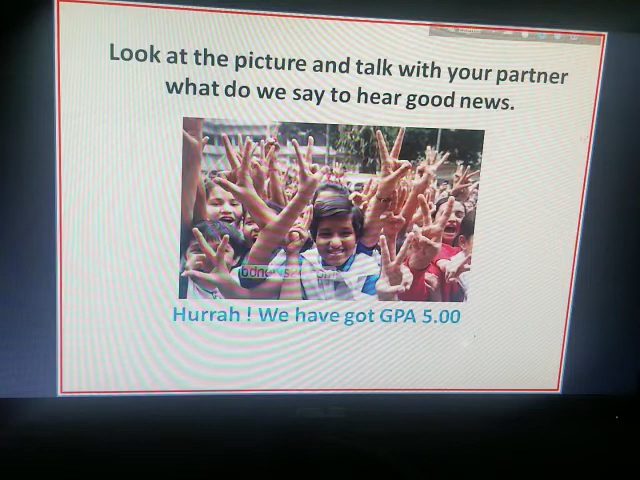 Look at the picture and talk with your partner
what do we say to hear good news.
Hurrah ! We have got GPA 5.00